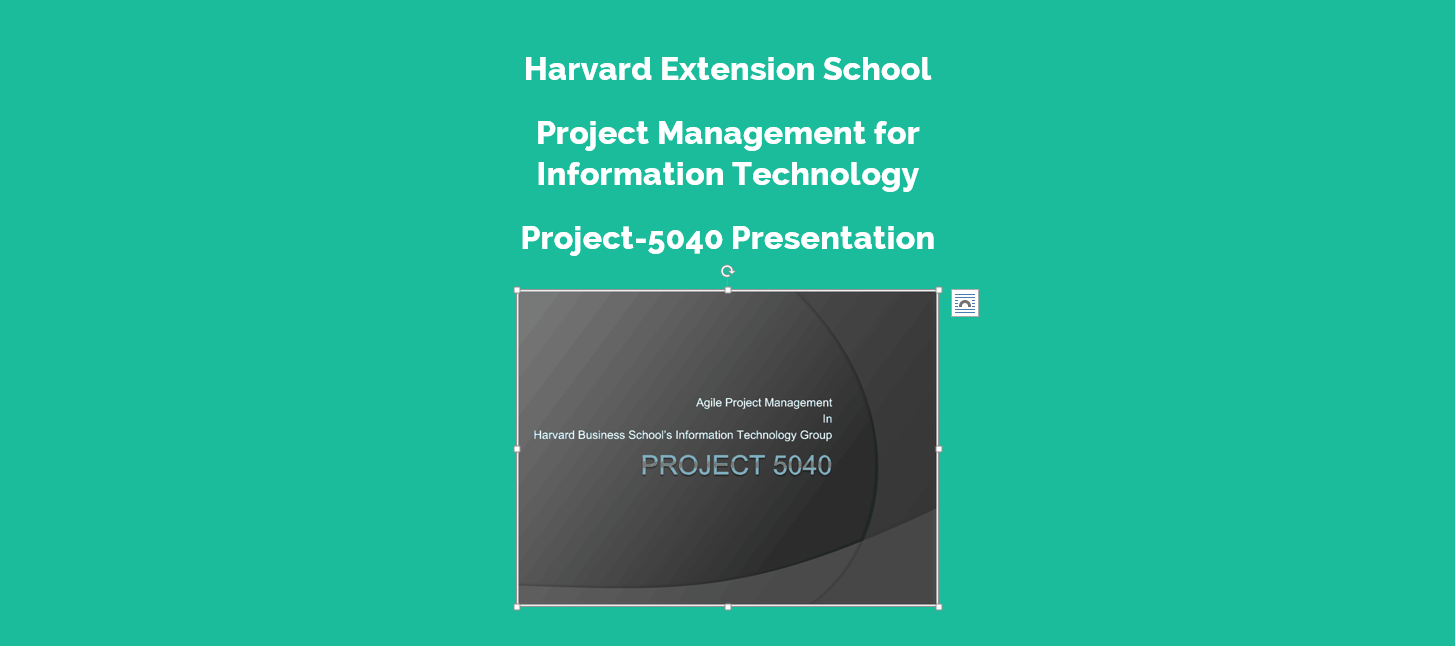 Harvard Extension School
Project Management for
Information Technology
Project-5040 Presentation
Agile Project Management
In
Harvard Business School's Information Technology Group
PROJECT 5040